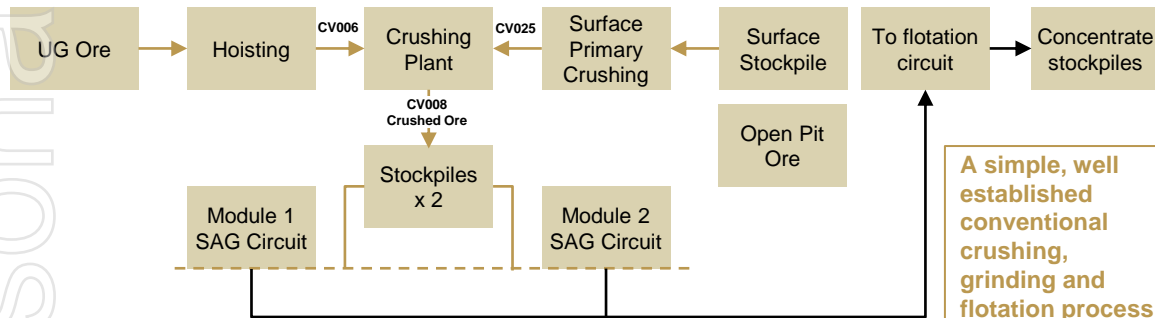 UG Ore
Hoisting
CV006
Crushing
Plant
CV025
Surface
Primary
Crushing
Surface
Stockpile
To flotation
circuit
Concentrate
stockpiles
CV008
Crushed Ore
Open Pit
Ore
Stockpiles
x 2
Module 1
SAG Circuit
Module 2
SAG Circuit
A simple, well
established
conventional
crushing,
grinding and
flotation process